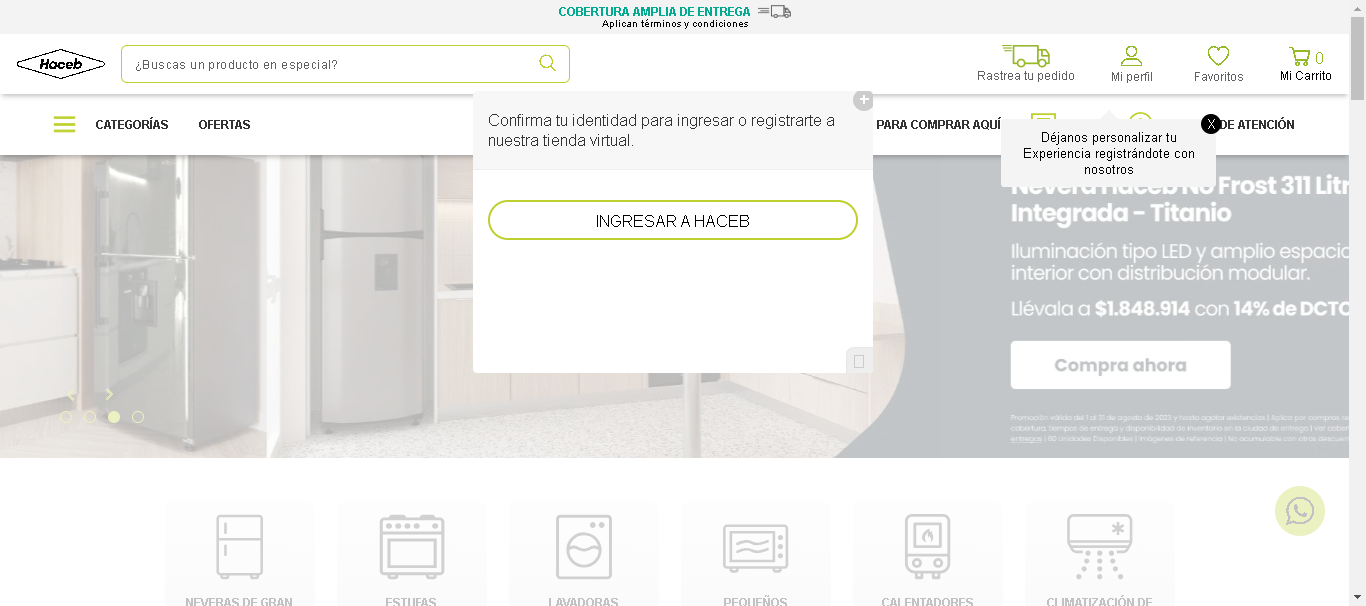 COBERTURA AMPLIA DE ENTREGA
Aplican términos y condiciones
Haceb
¿Buscas un producto en especial?
Rastrea tu pedido
Mi perfil
Favoritos
0
Mi Carrito
CATEGORÍAS
OFERTAS
PARA COMPRAR AQUÍ
DE ATENCIÓN
Confirma tu identidad para ingresar o registrarte a
nuestra tienda virtual.
INGRESAR A HACEB
X
Déjanos personalizar tu
Experiencia registrándote con
nosotros
Nevera Haceb No Frost 311 Litr
Integrada - Titanio
Iluminación tipo LED y amplio espacio
interior con distribución modular.
Llévala a $1.848.914 con 14% de DCTO
Compra ahora
Promoción válida del 1 al 31 de agosto de 2023 y hasta agotar existencias | Aplica por compras
cobertura, tiempos de entrega y disponibilidad de inventario en la ciudad de entrega | Ver
entregas | 60 Unidades Disponibles | Imágenes de referencia | No acumulable con otros
NEVERAS DE GRAN
ESTUFAS
LAVADORAS
PEQUEÑOS
CALENTADORES
CLIMATIZACIÓN DE